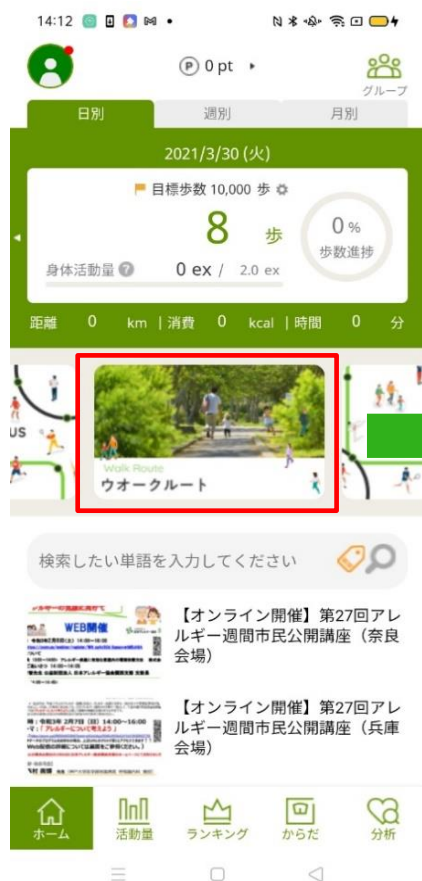 14:12
P 0 pt
グループ
日別 週別 月別
2021/3/30 (火)
目標歩数 10,000 歩
8 歩
0 %
歩数進捗
身体活動量 ? 0 ex / 2.0 ex
距離 0 km | 消費 0 kcal | 時間 0 分
US
Walk Route
ウオークルート
検索したい単語を入力してください
【オンライン開催】第27回アレ
ルギー週間市民公開講座（奈良
会場）
WEB開催
【オンライン開催】第27回アレ
ルギー週間市民公開講座（兵庫
会場）
ホーム 活動量 ランキング からだ 分析